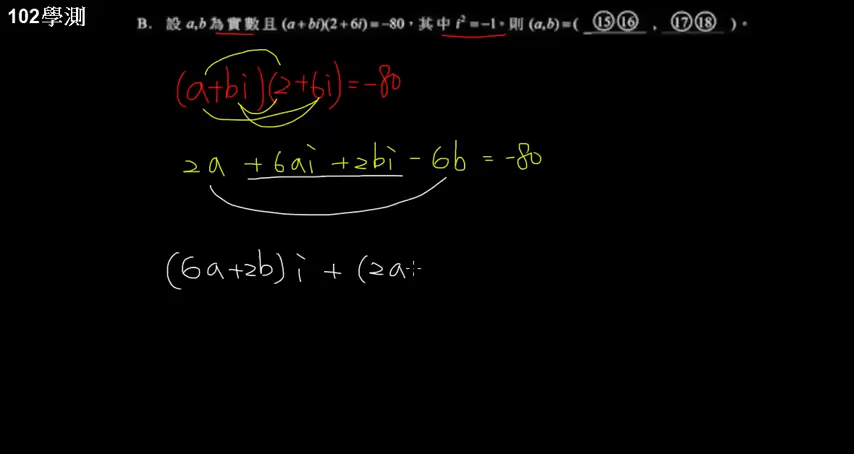 102學測
B. 設 a,b 為實數且 (a+bi)(2+6i)=-80，其中 i²=-1。則 (a,b)=( ⑮⑯ , ⑰⑱ )。
(a+bi)(2+6i)=-80
2a +6ai +2bi -6b = -80
(6a+2b)i + (2a